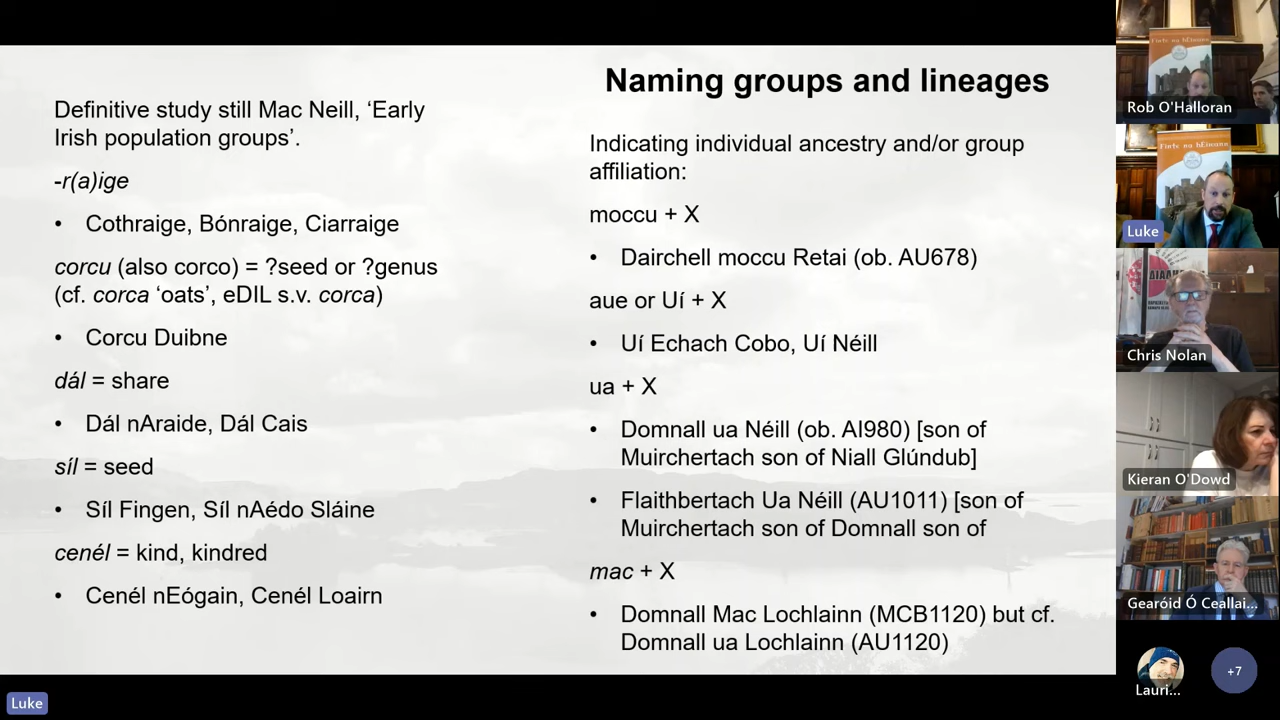 Definitive study still Mac Neill, ‘Early
Irish population groups’.
-r(a)ige
• Cothraige, Bónraige, Ciarraige
corcu (also corco) = ?seed or ?genus
(cf. corca ‘oats’, eDIL s.v. corca)
• Corcu Duibne
dál = share
• Dál nAraide, Dál Cais
síl = seed
• Síl Fingen, Síl nAédo Sláine
cenél = kind, kindred
• Cenél nEógain, Cenél Loairn
Naming groups and lineages
Indicating individual ancestry and/or group
affiliation:
moccu + X
• Dairchell moccu Retai (ob. AU678)
aue or Uí + X
• Uí Echach Cobo, Uí Néill
ua + X
• Domnall ua Néill (ob. AI980) [son of
Muirchertach son of Niall Glúndub]
• Flaithbertach Ua Néill (AU1011) [son of
Muirchertach son of Domnall son of
mac + X
• Domnall Mac Lochlainn (MCB1120) but cf.
Domnall ua Lochlainn (AU1120)
Finte na hÉireann
Rob O'Halloran
Finte na hÉireann
Luke
Chris Nolan
Kieran O'Dowd
Gearóid Ó Ceallai...
Lauri...
+7
Luke